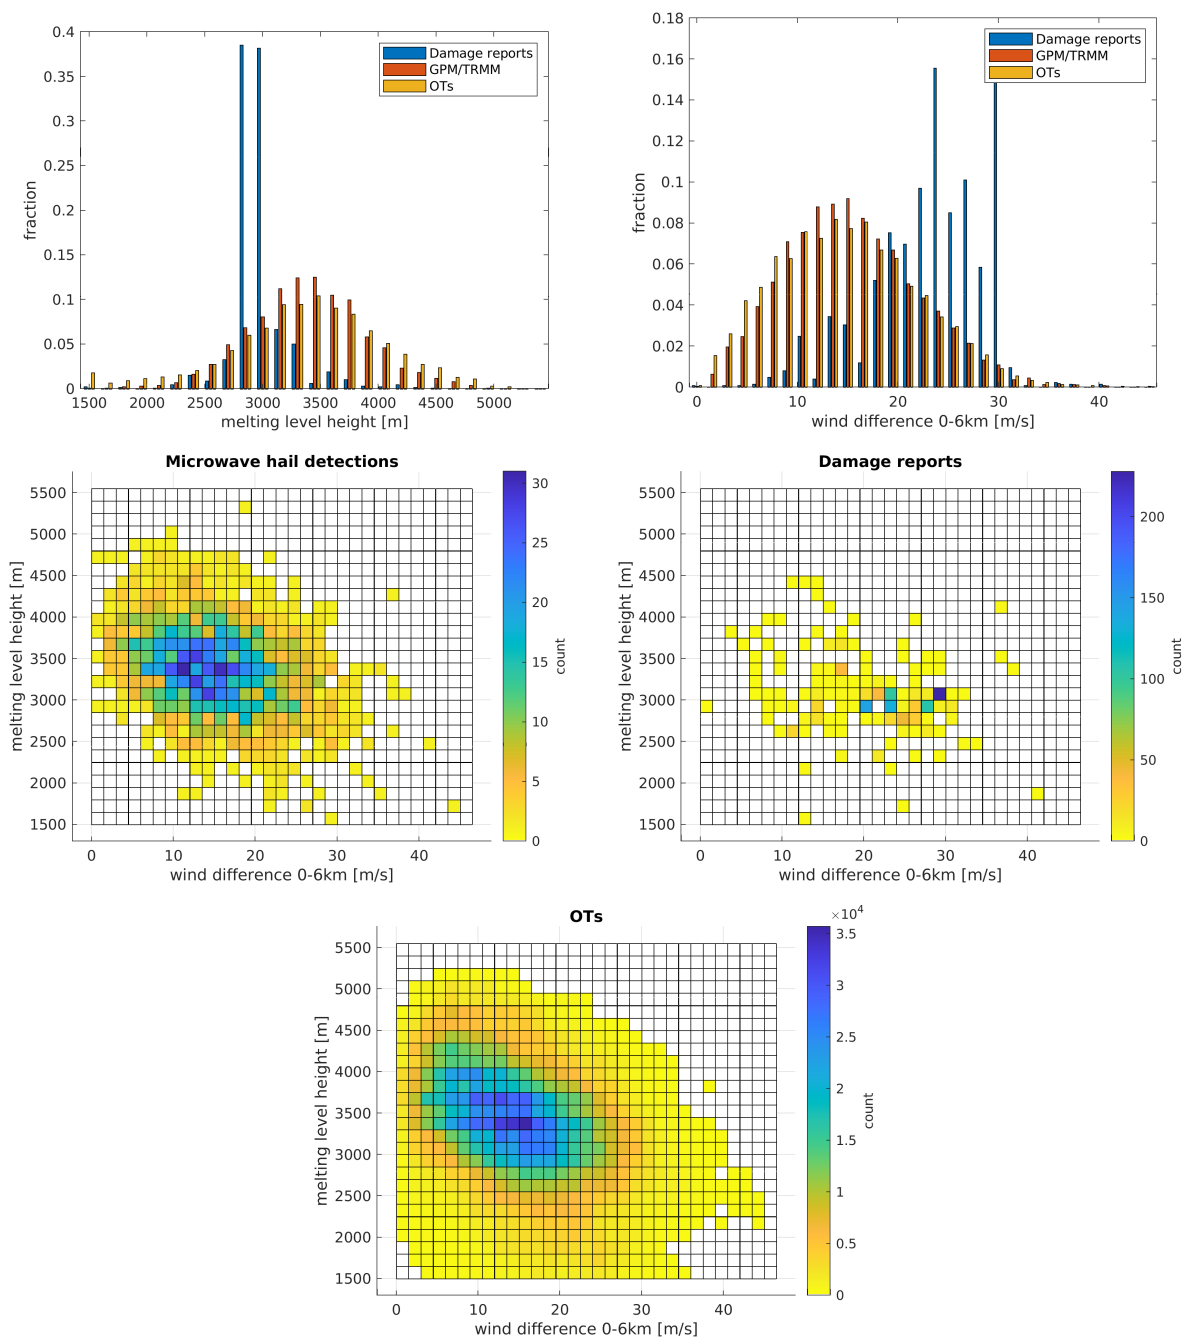 0.4
0.35
0.3
0.25
0.2
0.15
0.1
0.05
0
fraction
1500 2000 2500 3000 3500 4000 4500 5000
melting level height [m]
Damage reports
GPM/TRMM
OTs
0.18
0.16
0.14
0.12
0.1
0.08
0.06
0.04
0.02
0
fraction
0 10 20 30 40
wind difference 0-6km [m/s]
Damage reports
GPM/TRMM
OTs
Microwave hail detections
5500
5000
4500
4000
3500
3000
2500
2000
1500
melting level height [m]
0 10 20 30 40
wind difference 0-6km [m/s]
30
25
20
15
10
5
0
count
Damage reports
5500
5000
4500
4000
3500
3000
2500
2000
1500
melting level height [m]
0 10 20 30 40
wind difference 0-6km [m/s]
200
150
100
50
0
count
OTs
5500
5000
4500
4000
3500
3000
2500
2000
1500
melting level height [m]
0 10 20 30 40
wind difference 0-6km [m/s]
×10⁴
3.5
3
2.5
2
1.5
1
0.5
0
count